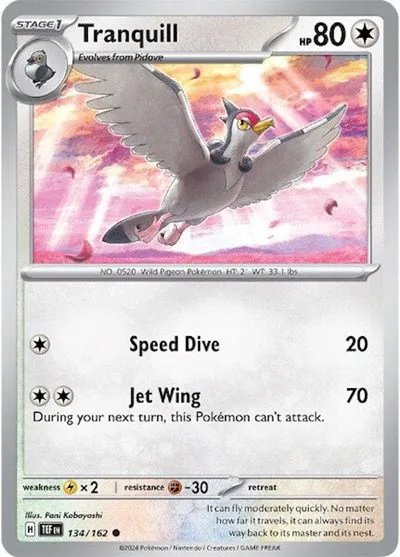 STAGE1
Tranquill
HP 80
Evolves from Pidove
NO. 0520 Wild Pigeon Pokémon HT: 2' WT: 33.1 lbs.
Speed Dive 20
Jet Wing 70
During your next turn, this Pokémon can't attack.
weakness ×2 resistance -30 retreat
Illus. Pani Kobayashi
H TEF EN 134/162
It can fly moderately quickly. No matter
how far it travels, it can always find its
way back to its master and its nest.
©2024 Pokémon / Nintendo / Creatures / GAME FREAK